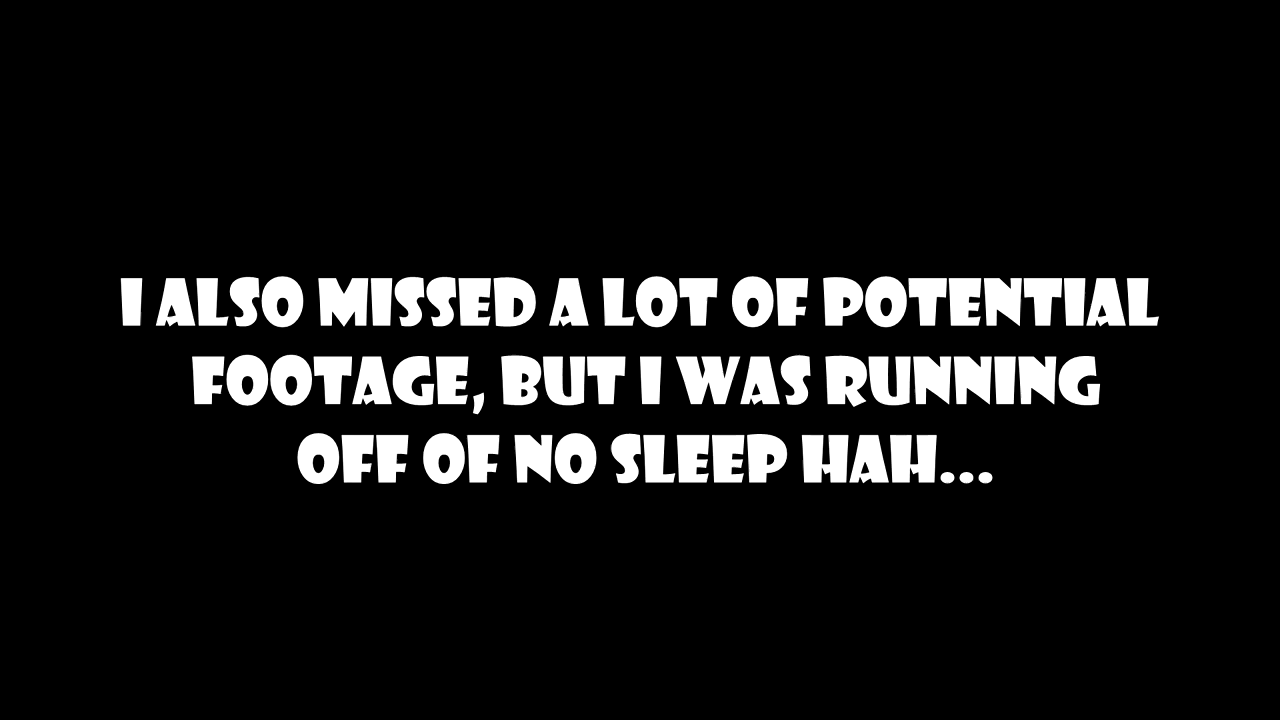 I ALSO MISSED A LOT OF POTENTIAL
FOOTAGE, BUT I WAS RUNNING
OFF OF NO SLEEP HAH...